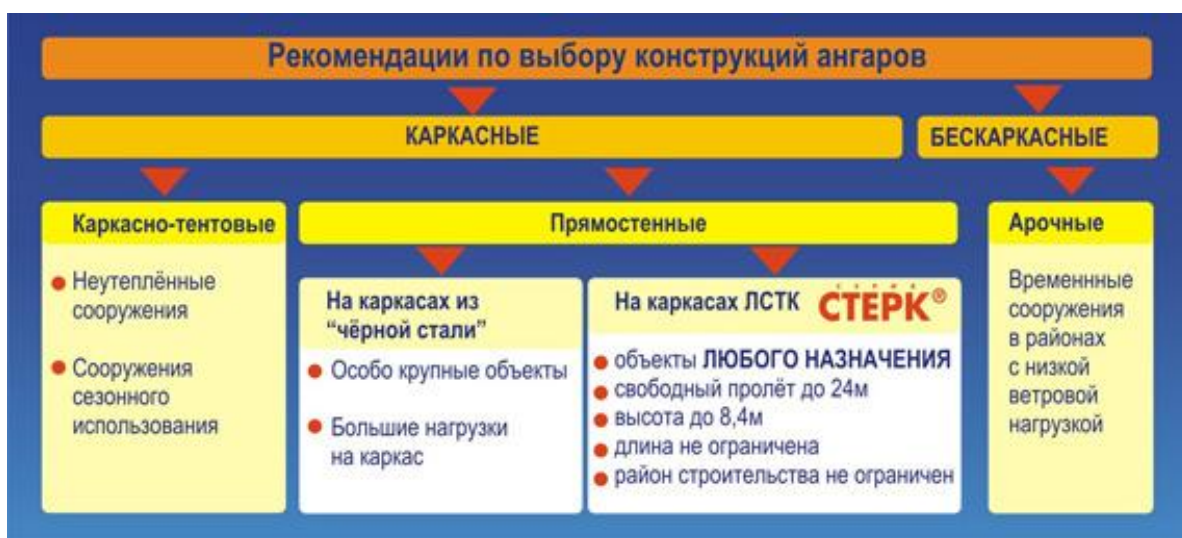 Рекомендации по выбору конструкций ангаров
КАРКАСНЫЕ
БЕСКАРКАСНЫЕ
Каркасно-тентовые
Неутеплённые
сооружения
Сооружения
сезонного
использования
Прямостенные
На каркасах из
“чёрной стали”
Особо крупные объекты
Большие нагрузки
на каркас
На каркасах ЛСТК СТЕРК®
объекты ЛЮБОГО НАЗНАЧЕНИЯ
свободный пролёт до 24м
высота до 8,4м
длина не ограничена
район строительства не ограничен
Арочные
Временнные
сооружения
в районах
с низкой
ветровой
нагрузкой